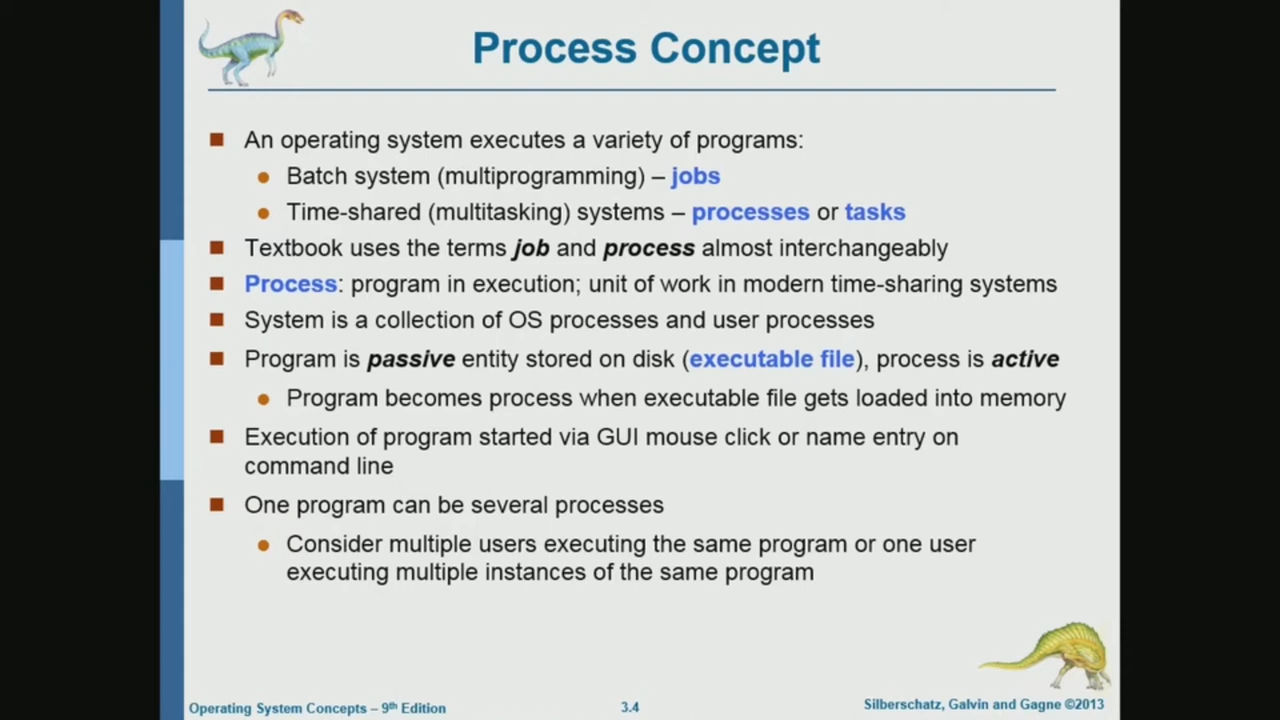 Process Concept
An operating system executes a variety of programs:
Batch system (multiprogramming) – jobs
Time-shared (multitasking) systems – processes or tasks
Textbook uses the terms job and process almost interchangeably
Process: program in execution; unit of work in modern time-sharing systems
System is a collection of OS processes and user processes
Program is passive entity stored on disk (executable file), process is active
Program becomes process when executable file gets loaded into memory
Execution of program started via GUI mouse click or name entry on
command line
One program can be several processes
Consider multiple users executing the same program or one user
executing multiple instances of the same program
Operating System Concepts – 9th Edition
3.4
Silberschatz, Galvin and Gagne ©2013